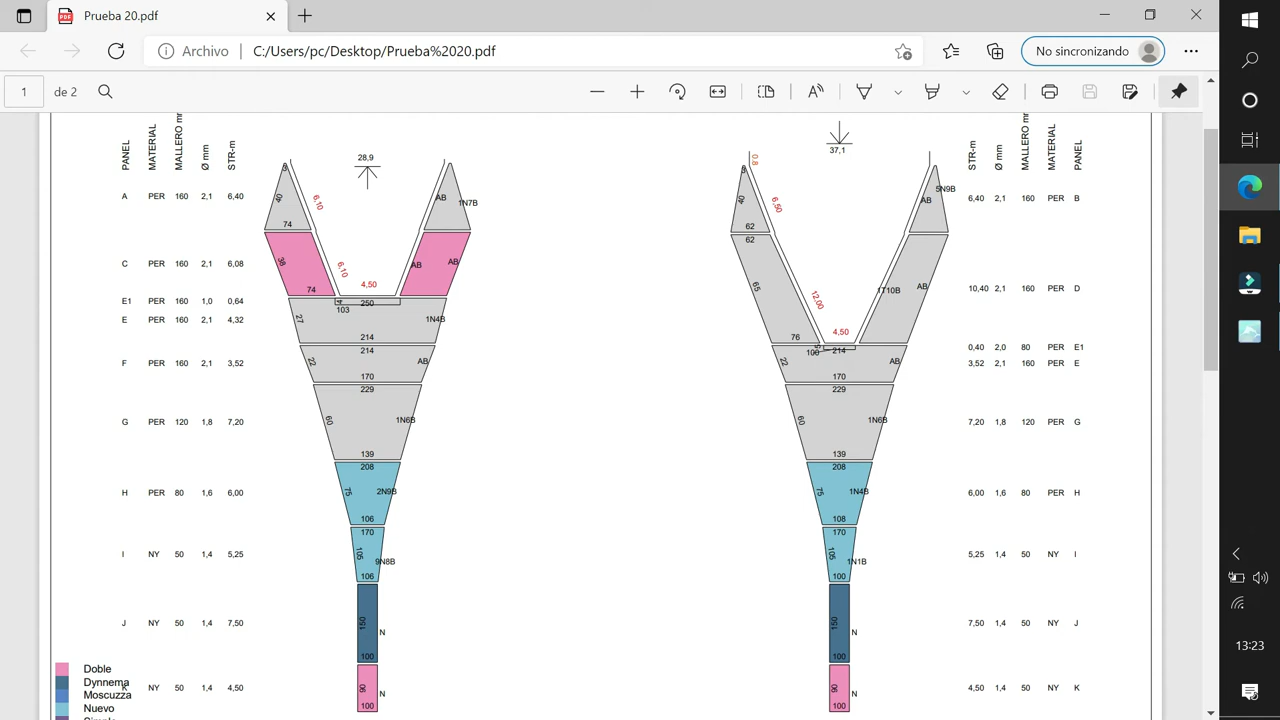 Prueba 20.pdf
Archivo C:/Users/pc/Desktop/Prueba%2020.pdf
No sincronizando
1 de 2
PANEL MATERIAL MALLERO mm Ø mm STR-m
A PER 160 2,1 6,40
C PER 160 2,1 6,08
E1 PER 160 1,0 0,64
E PER 160 2,1 4,32
F PER 160 2,1 3,52
G PER 120 1,8 7,20
H PER 80 1,6 6,00
I NY 50 1,4 5,25
J NY 50 1,4 7,50
K NY 50 1,4 4,50
28,9
40
6,10
AB
1N7B
74
38
6,10
AB
AB
74
4,50
250
4
103
27
1N4B
214
214
22
AB
170
229
60
1N6B
139
208
75
2N9B
106
170
105
9N8B
106
150
N
100
90
N
100
37,1
0,8
40
6,50
AB
5N9B
62
62
65
12,00
1T10B
AB
76
4,50
5
100
214
22
AB
170
229
60
1N6B
139
208
75
1N4B
108
170
105
1N1B
100
150
N
100
90
N
100
STR-m Ø mm MALLERO mm MATERIAL PANEL
6,40 2,1 160 PER B
10,40 2,1 160 PER D
0,40 2,0 80 PER E1
3,52 2,1 160 PER E
7,20 1,8 120 PER G
6,00 1,6 80 PER H
5,25 1,4 50 NY I
7,50 1,4 50 NY J
4,50 1,4 50 NY K
Doble
Dynnema
Moscuzza
Nuevo
Simple
13:23